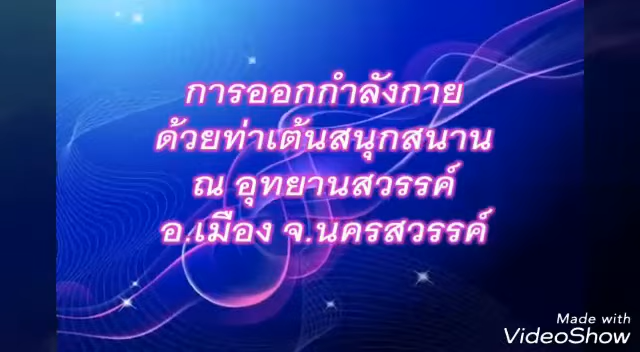 การออกกำลังกาย
ด้วยท่าเต้นสนุกสนาน
ณ อุทยานสวรรค์
อ.เมือง จ.นครสวรรค์
Made with
VideoShow